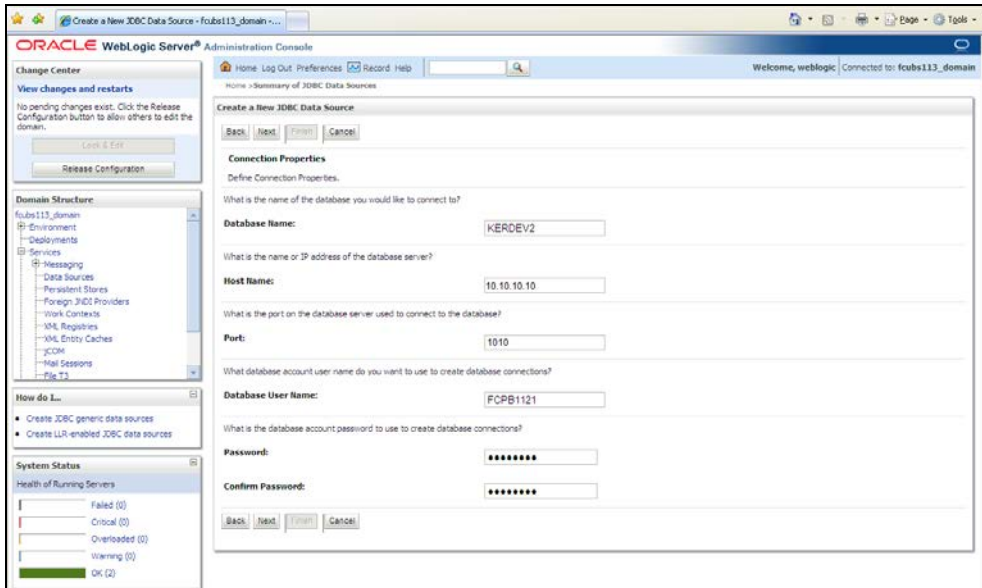 Create a New JDBC Data Source - fcubs113_domain -...
Page
Tools
ORACLE WebLogic Server® Administration Console
Change Center
View changes and restarts
No pending changes exist. Click the Release
Configuration button to allow others to edit the
domain.
Lock & Edit
Release Configuration
Domain Structure
fcubs113_domain
Environment
Deployments
Services
Messaging
Data Sources
Persistent Stores
Foreign JNDI Providers
Work Contexts
XML Registries
XML Entity Caches
jCOM
Mail Sessions
File T3
How do I...
Create JDBC generic data sources
Create LLR-enabled JDBC data sources
System Status
Health of Running Servers
Failed (0)
Critical (0)
Overloaded (0)
Warning (0)
OK (2)
Home Log Out Preferences Record Help
Welcome, weblogic Connected to: fcubs113_domain
Home >Summary of JDBC Data Sources
Create a New JDBC Data Source
Back Next Finish Cancel
Connection Properties
Define Connection Properties.
What is the name of the database you would like to connect to?
Database Name: KERDEV2
What is the name or IP address of the database server?
Host Name: 10.10.10.10
What is the port on the database server used to connect to the database?
Port: 1010
What database account user name do you want to use to create database connections?
Database User Name: FCPB1121
What is the database account password to use to create database connections?
Password: ••••••••
Confirm Password: ••••••••
Back Next Finish Cancel